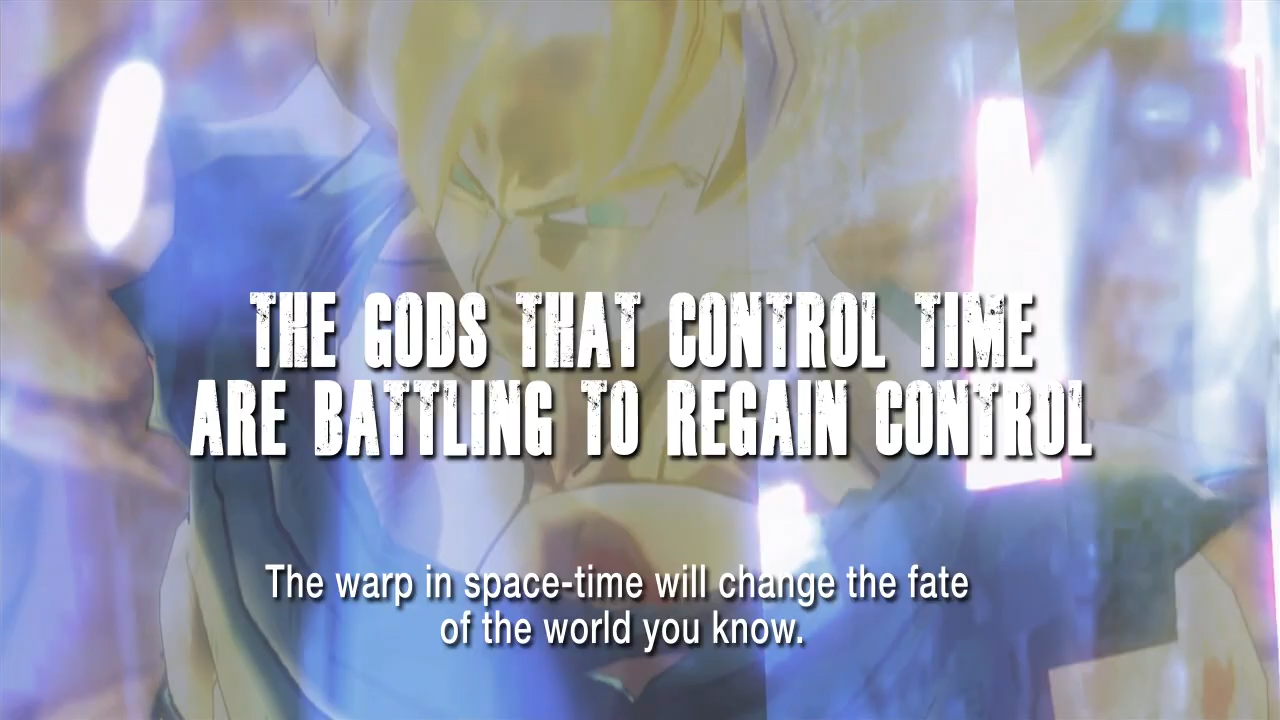 THE GODS THAT CONTROL TIME
ARE BATTLING TO REGAIN CONTROL
The warp in space-time will change the fate
of the world you know.